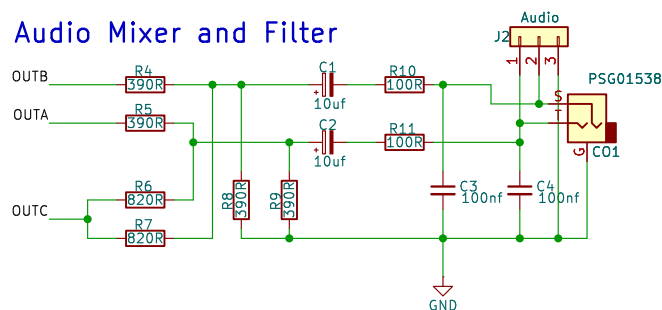 Audio Mixer and Filter
Audio
J2
1 2 3
PSG01538
S
T
G
CO1
OUTB
R4
390R
C1
+
10uf
R10
100R
OUTA
R5
390R
C2
+
10uf
R11
100R
OUTC
R6
820R
R7
820R
R8
390R
R9
390R
C3
100nf
C4
100nf
GND